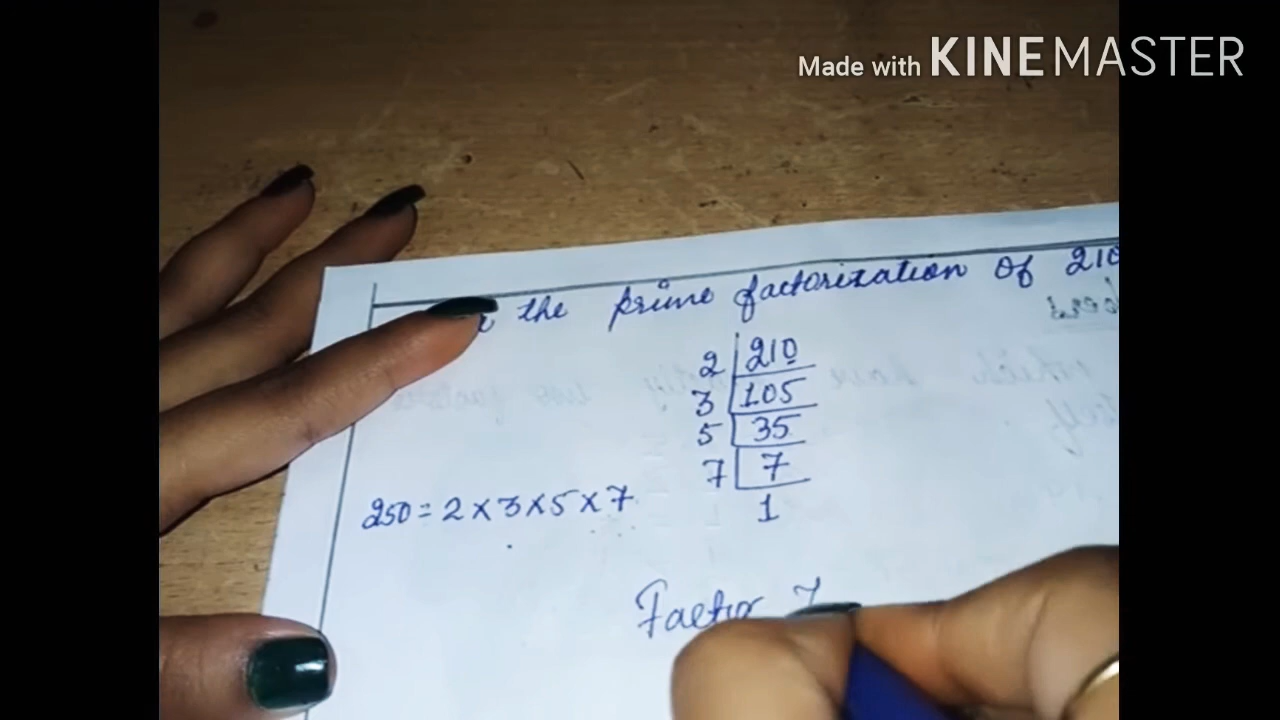 Made with KINEMASTER
the prime factorization of 210
2 210
3 105
5 35
7 7
1
250 = 2 × 3 × 5 × 7
Factor